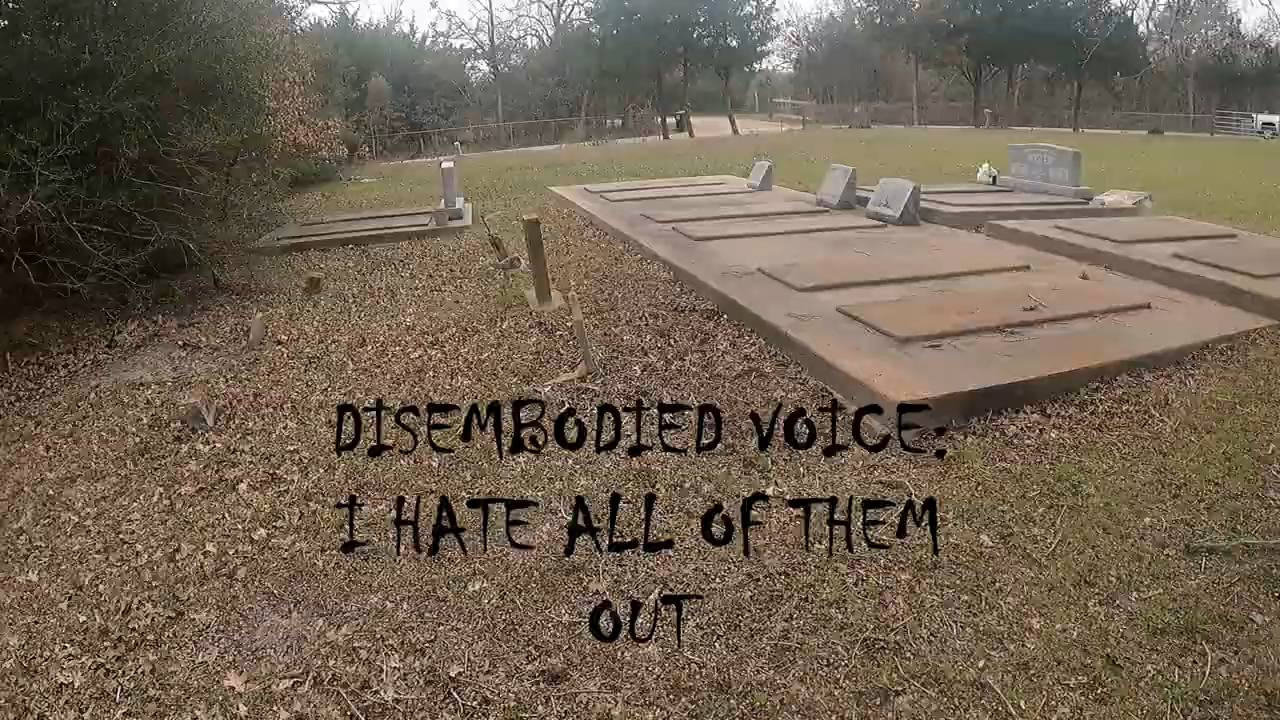 DISEMBODIED VOICE:
I HATE ALL OF THEM
OUT